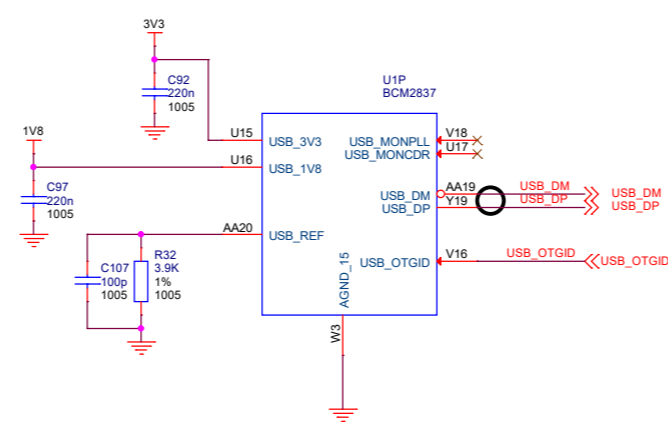 3V3
C92
220n
1005
U1P
BCM2837
1V8
U15
USB_3V3
USB_MONPLL
V18
USB_MONCDR
U17
U16
USB_1V8
C97
220n
1005
USB_DM
AA19
USB_DM
USB_DM
USB_DP
Y19
USB_DP
USB_DP
AA20
USB_REF
C107
100p
1005
R32
3.9K
1%
1005
USB_OTGID
V16
USB_OTGID
USB_OTGID
AGND_15
W3